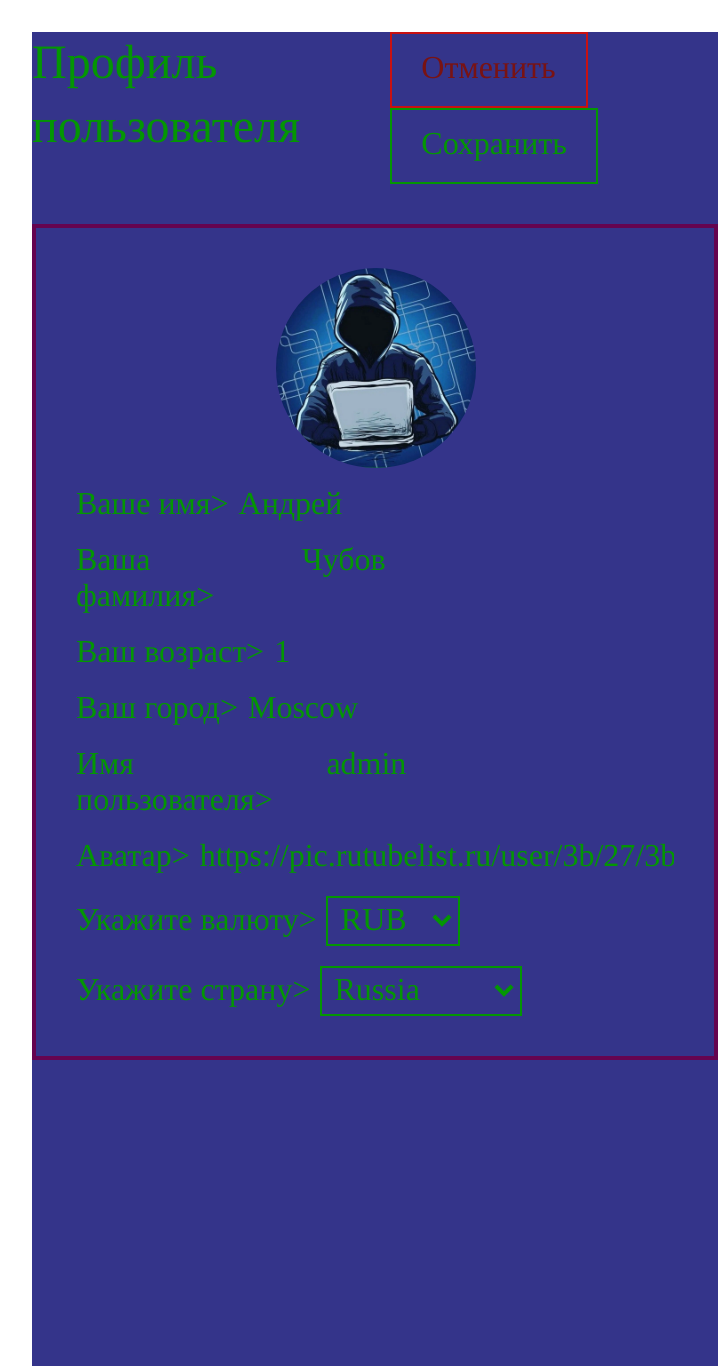 Профиль
пользователя
Отменить
Сохранить
Ваше имя> Андрей
Ваша Чубов
фамилия>
Ваш возраст> 1
Ваш город> Moscow
Имя admin
пользователя>
Аватар> https://pic.rutubelist.ru/user/3b/27/3b
Укажите валюту> RUB
Укажите страну> Russia